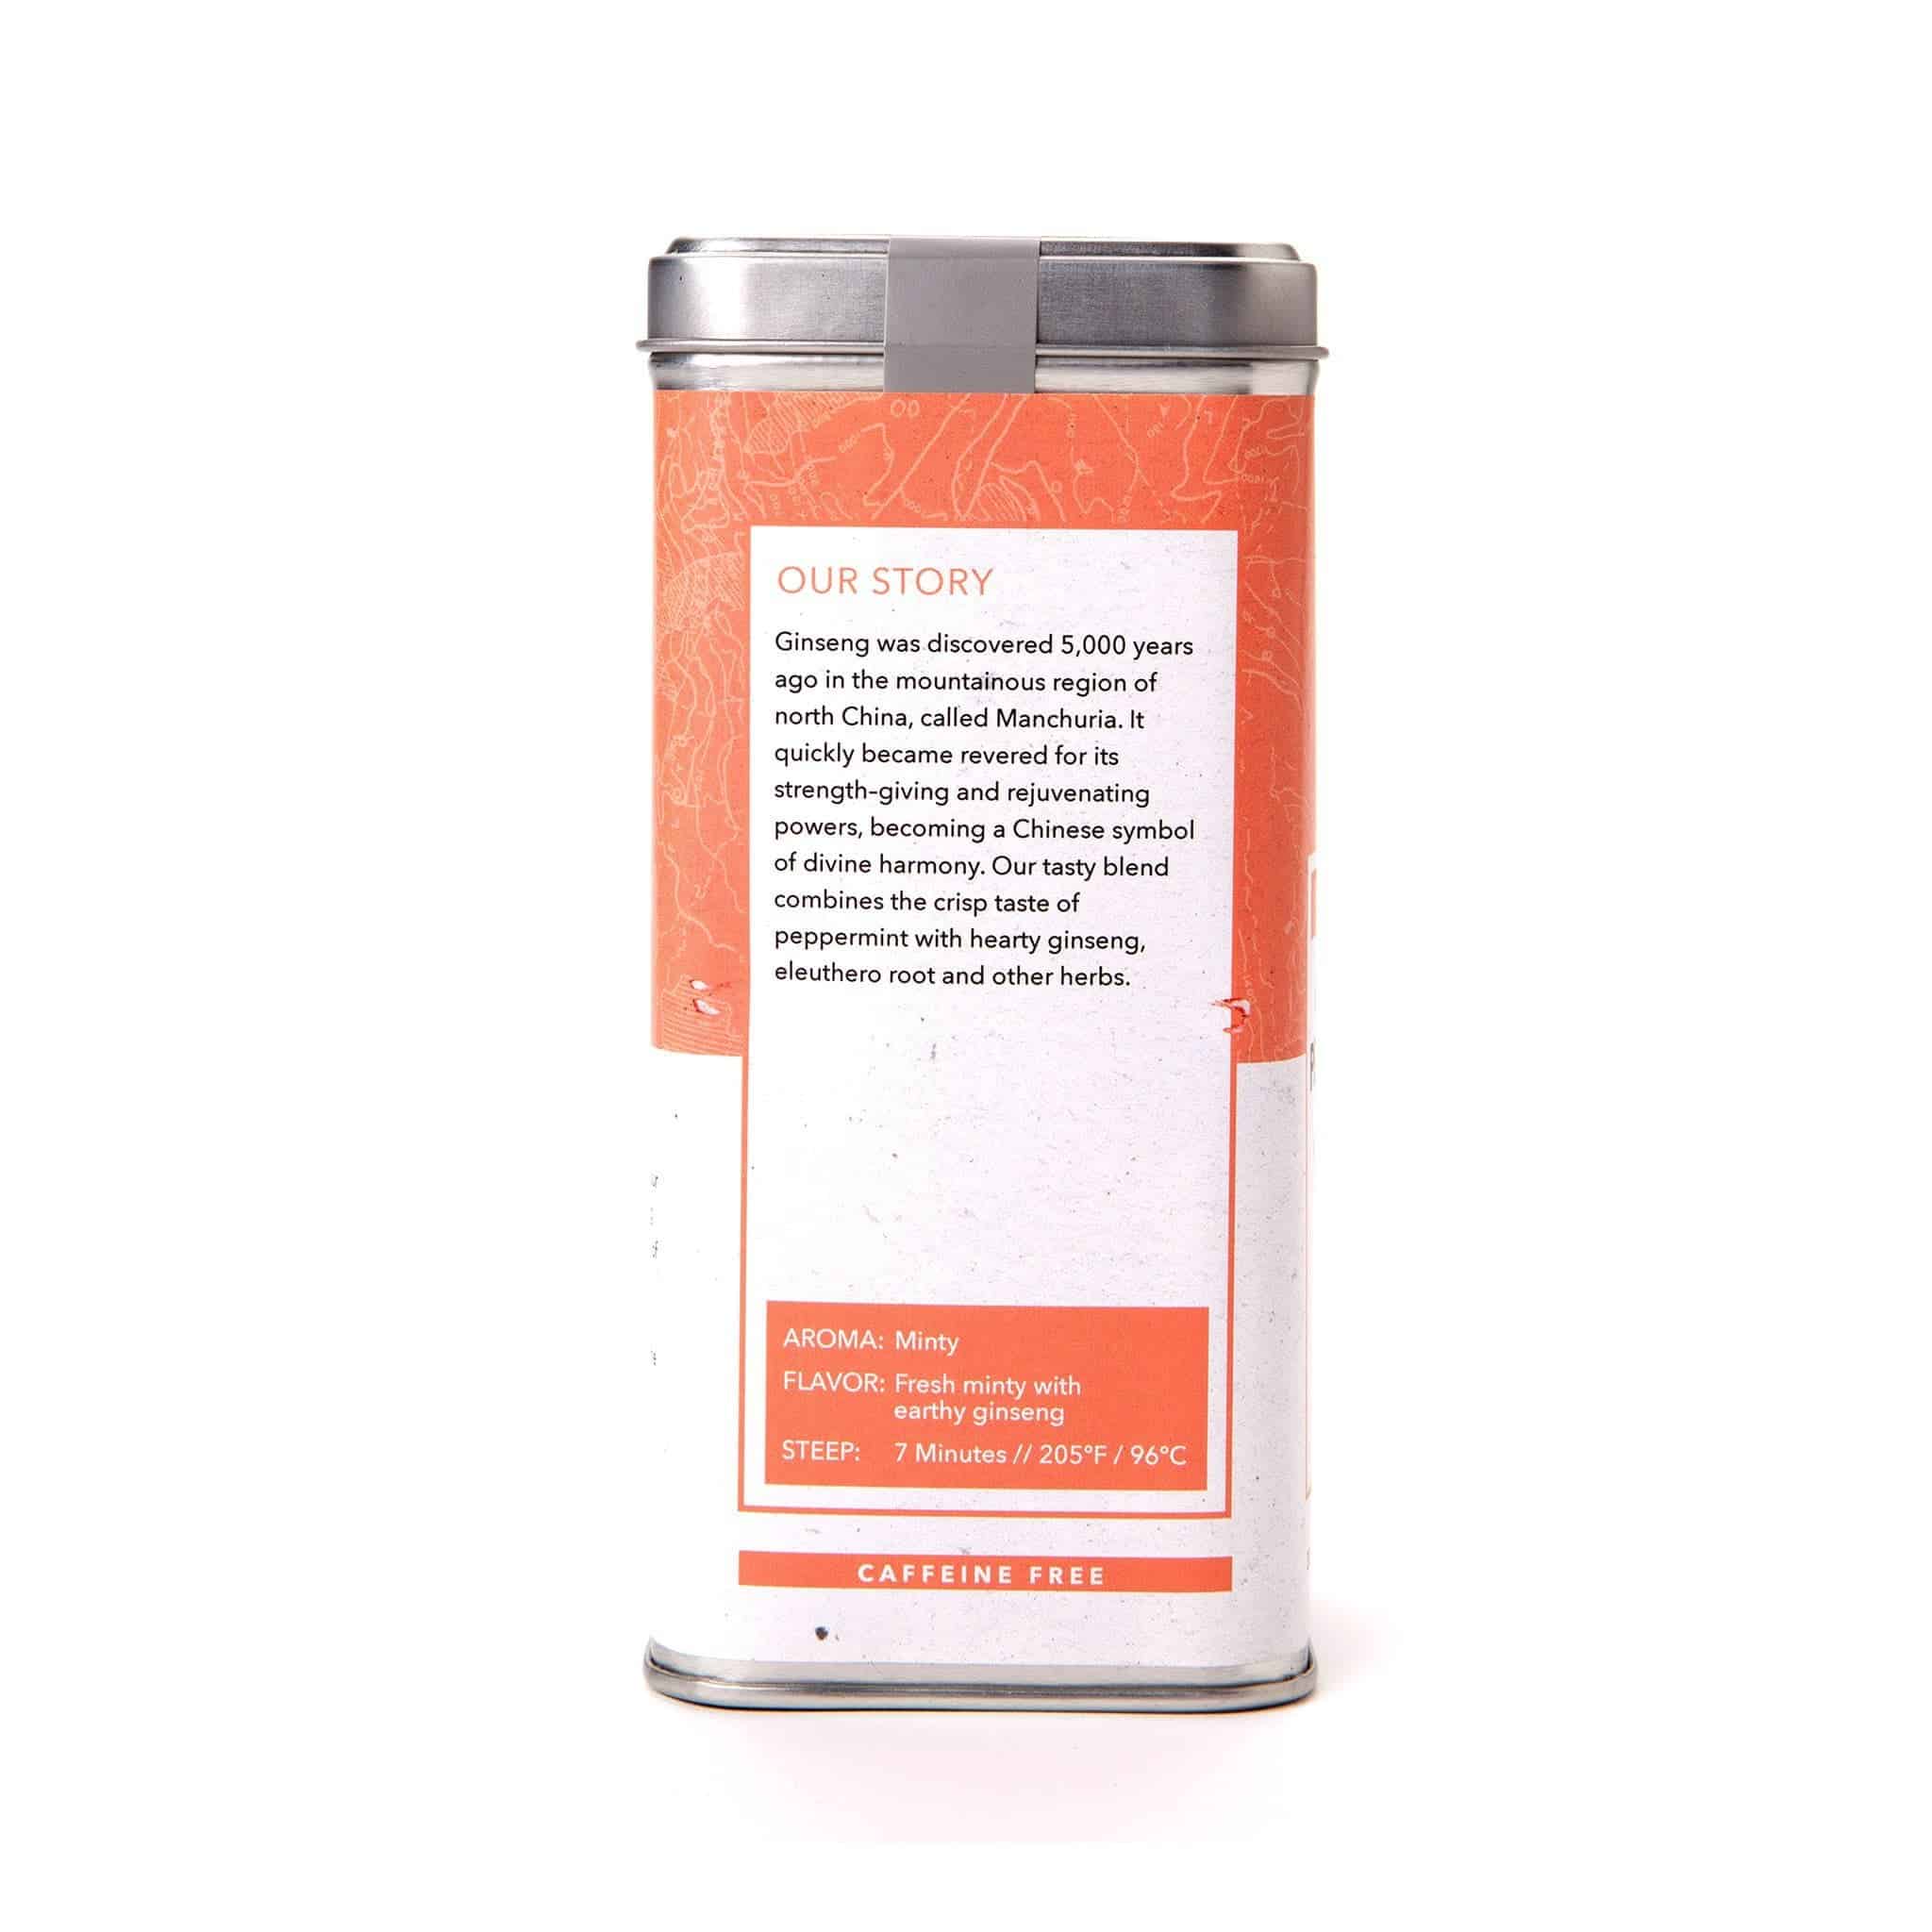 OUR STORY
Ginseng was discovered 5,000 years
ago in the mountainous region of
north China, called Manchuria. It
quickly became revered for its
strength-giving and rejuvenating
powers, becoming a Chinese symbol
of divine harmony. Our tasty blend
combines the crisp taste of
peppermint with hearty ginseng,
eleuthero root and other herbs.
AROMA: Minty
FLAVOR: Fresh minty with
earthy ginseng
STEEP: 7 Minutes // 205°F / 96°C
CAFFEINE FREE